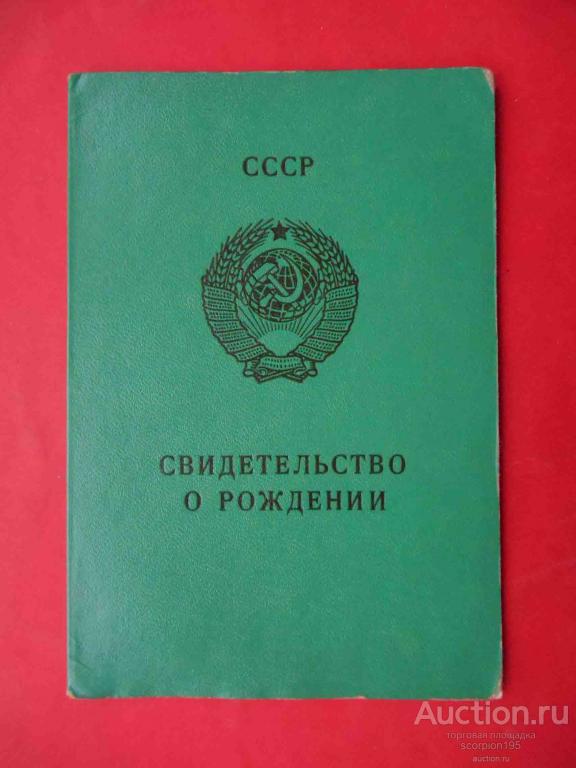 СССР
СВИДЕТЕЛЬСТВО
О РОЖДЕНИИ
Auction.ru
торговая площадка
scorpion195
auction.ru